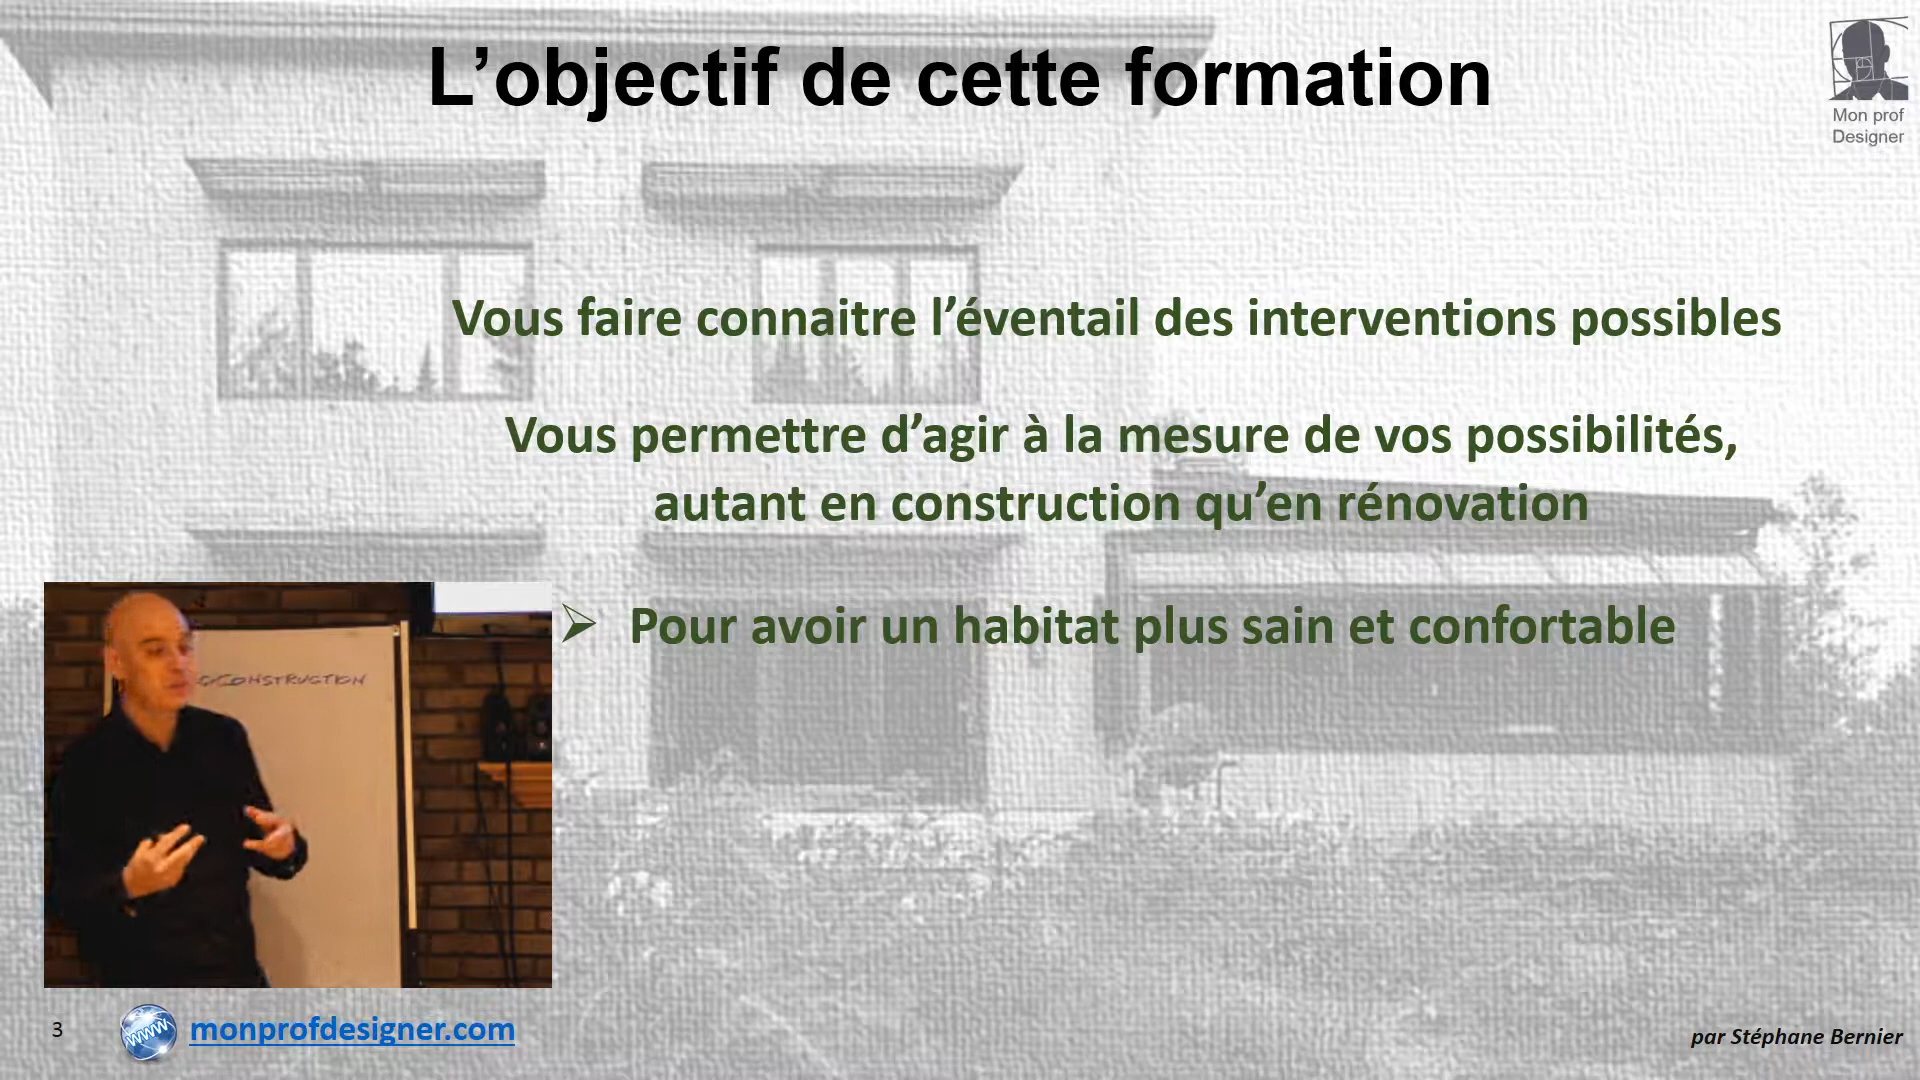 L’objectif de cette formation
Mon prof
Designer
Vous faire connaitre l’éventail des interventions possibles
Vous permettre d’agir à la mesure de vos possibilités,
autant en construction qu’en rénovation
Pour avoir un habitat plus sain et confortable
CONSTRUCTION
3
www
monprofdesigner.com
par Stéphane Bernier